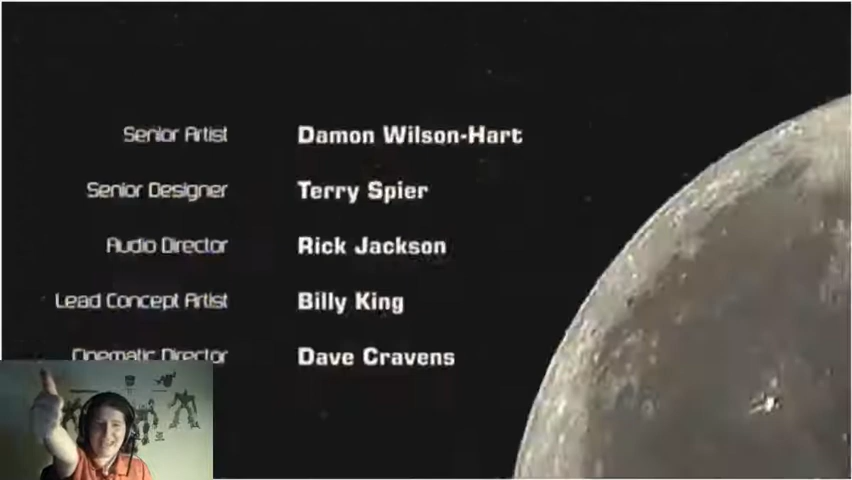 Senior Artist Damon Wilson-Hart
Senior Designer Terry Spier
Audio Director Rick Jackson
Lead Concept Artist Billy King
Cinematic Director Dave Cravens